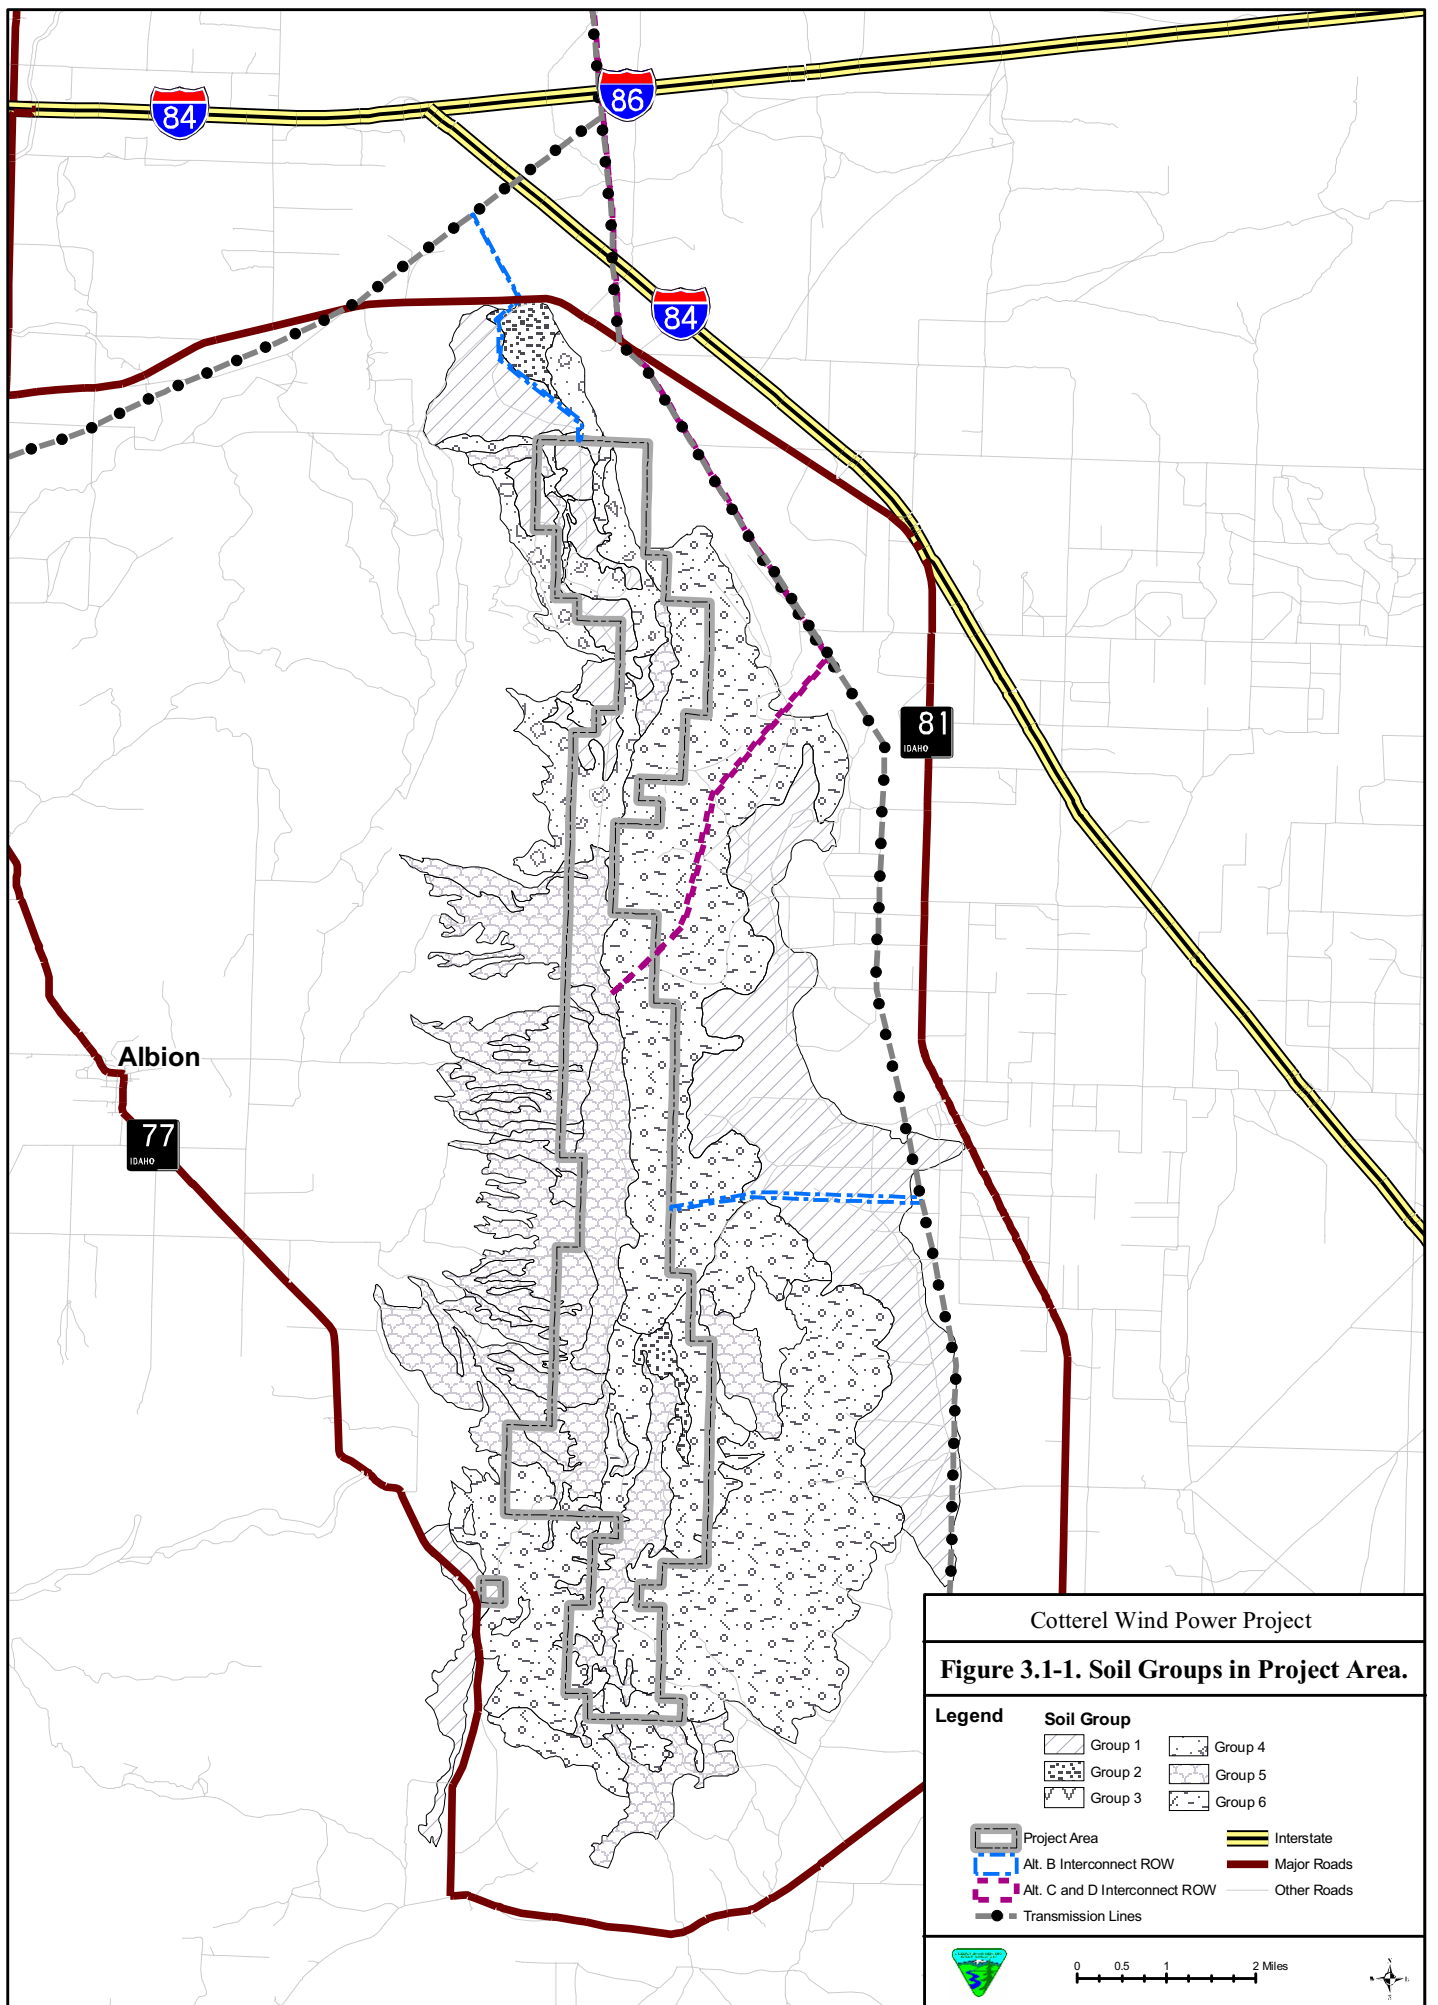 86
84
84
81
IDAHO
Albion
77
IDAHO
Cotterel Wind Power Project
Figure 3.1-1. Soil Groups in Project Area.
Legend
Soil Group
Group 1
Group 4
Group 2
Group 5
Group 3
Group 6
Project Area
Interstate
Alt. B Interconnect ROW
Major Roads
Alt. C and D Interconnect ROW
Other Roads
Transmission Lines
0 0.5 1 2 Miles
N
S